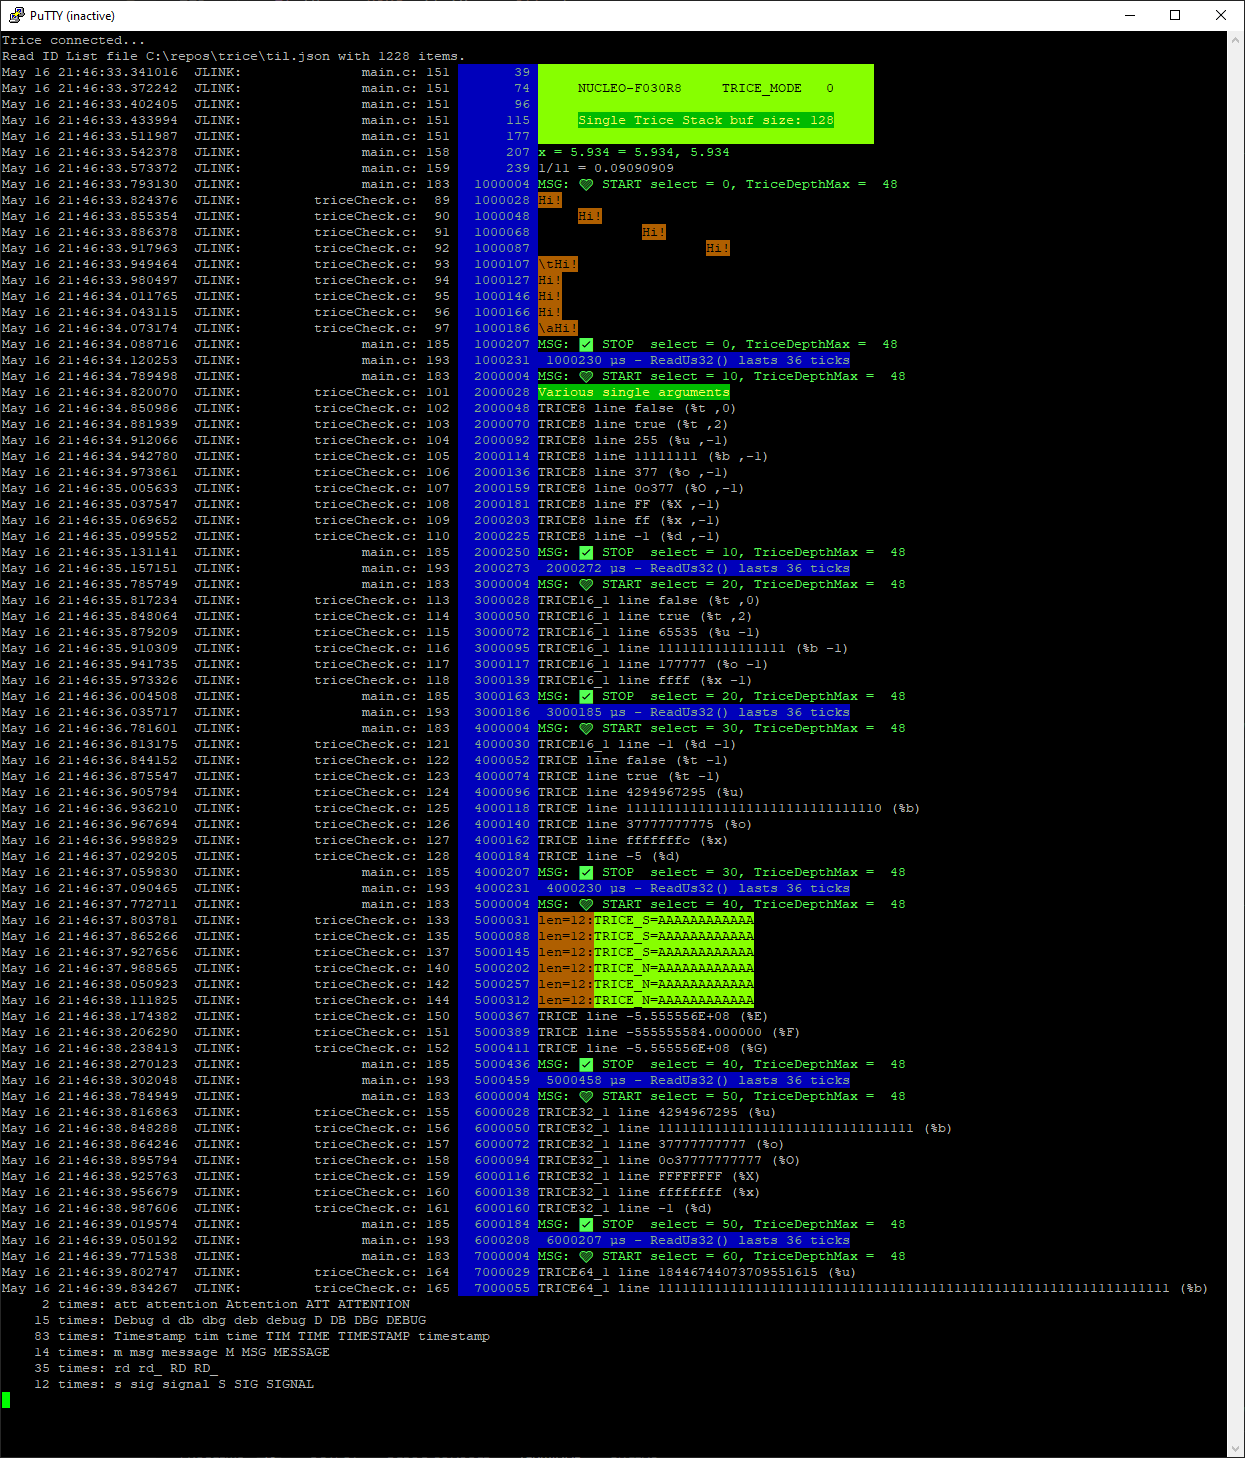 PuTTY (inactive)
Trice connected...
Read ID List file C:\repos\trice\til.json with 1228 items.
May 16 21:46:33.341016  JLINK:               main.c: 151        39
May 16 21:46:33.372242  JLINK:               main.c: 151        74      NUCLEO-F030R8     TRICE_MODE   0
May 16 21:46:33.402405  JLINK:               main.c: 151        96
May 16 21:46:33.433994  JLINK:               main.c: 151       115      Single Trice Stack buf size: 128
May 16 21:46:33.511987  JLINK:               main.c: 151       177
May 16 21:46:33.542378  JLINK:               main.c: 158       207 x = 5.934 = 5.934, 5.934
May 16 21:46:33.573372  JLINK:               main.c: 159       239 1/11 = 0.09090909
May 16 21:46:33.793130  JLINK:               main.c: 183   1000004 MSG: 💚 START select = 0, TriceDepthMax =  48
May 16 21:46:33.824376  JLINK:         triceCheck.c:  89   1000028 Hi!
May 16 21:46:33.855354  JLINK:         triceCheck.c:  90   1000048      Hi!
May 16 21:46:33.886378  JLINK:         triceCheck.c:  91   1000068              Hi!
May 16 21:46:33.917963  JLINK:         triceCheck.c:  92   1000087                      Hi!
May 16 21:46:33.949464  JLINK:         triceCheck.c:  93   1000107 \tHi!
May 16 21:46:33.980497  JLINK:         triceCheck.c:  94   1000127 Hi!
May 16 21:46:34.011765  JLINK:         triceCheck.c:  95   1000146 Hi!
May 16 21:46:34.043115  JLINK:         triceCheck.c:  96   1000166 Hi!
May 16 21:46:34.073174  JLINK:         triceCheck.c:  97   1000186 \aHi!
May 16 21:46:34.088716  JLINK:               main.c: 185   1000207 MSG: ✅ STOP  select = 0, TriceDepthMax =  48
May 16 21:46:34.120253  JLINK:               main.c: 193   1000231  1000230 µs - ReadUs32() lasts 36 ticks
May 16 21:46:34.789498  JLINK:               main.c: 183   2000004 MSG: 💚 START select = 10, TriceDepthMax =  48
May 16 21:46:34.820070  JLINK:         triceCheck.c: 101   2000028 Various single arguments
May 16 21:46:34.850986  JLINK:         triceCheck.c: 102   2000048 TRICE8 line false (%t ,0)
May 16 21:46:34.881939  JLINK:         triceCheck.c: 103   2000070 TRICE8 line true (%t ,2)
May 16 21:46:34.912066  JLINK:         triceCheck.c: 104   2000092 TRICE8 line 255 (%u ,-1)
May 16 21:46:34.942780  JLINK:         triceCheck.c: 105   2000114 TRICE8 line 11111111 (%b ,-1)
May 16 21:46:34.973861  JLINK:         triceCheck.c: 106   2000136 TRICE8 line 377 (%o ,-1)
May 16 21:46:35.005633  JLINK:         triceCheck.c: 107   2000159 TRICE8 line 0o377 (%O ,-1)
May 16 21:46:35.037547  JLINK:         triceCheck.c: 108   2000181 TRICE8 line FF (%X ,-1)
May 16 21:46:35.069652  JLINK:         triceCheck.c: 109   2000203 TRICE8 line ff (%x ,-1)
May 16 21:46:35.099552  JLINK:         triceCheck.c: 110   2000225 TRICE8 line -1 (%d ,-1)
May 16 21:46:35.131141  JLINK:               main.c: 185   2000250 MSG: ✅ STOP  select = 10, TriceDepthMax =  48
May 16 21:46:35.157151  JLINK:               main.c: 193   2000273  2000272 µs - ReadUs32() lasts 36 ticks
May 16 21:46:35.785749  JLINK:               main.c: 183   3000004 MSG: 💚 START select = 20, TriceDepthMax =  48
May 16 21:46:35.817234  JLINK:         triceCheck.c: 113   3000028 TRICE16_1 line false (%t ,0)
May 16 21:46:35.848064  JLINK:         triceCheck.c: 114   3000050 TRICE16_1 line true (%t ,2)
May 16 21:46:35.879209  JLINK:         triceCheck.c: 115   3000072 TRICE16_1 line 65535 (%u -1)
May 16 21:46:35.910309  JLINK:         triceCheck.c: 116   3000095 TRICE16_1 line 1111111111111111 (%b -1)
May 16 21:46:35.941735  JLINK:         triceCheck.c: 117   3000117 TRICE16_1 line 177777 (%o -1)
May 16 21:46:35.973326  JLINK:         triceCheck.c: 118   3000139 TRICE16_1 line ffff (%x -1)
May 16 21:46:36.004508  JLINK:               main.c: 185   3000163 MSG: ✅ STOP  select = 20, TriceDepthMax =  48
May 16 21:46:36.035717  JLINK:               main.c: 193   3000186  3000185 µs - ReadUs32() lasts 36 ticks
May 16 21:46:36.781601  JLINK:               main.c: 183   4000004 MSG: 💚 START select = 30, TriceDepthMax =  48
May 16 21:46:36.813175  JLINK:         triceCheck.c: 121   4000030 TRICE16_1 line -1 (%d -1)
May 16 21:46:36.844152  JLINK:         triceCheck.c: 122   4000052 TRICE line false (%t -1)
May 16 21:46:36.875547  JLINK:         triceCheck.c: 123   4000074 TRICE line true (%t -1)
May 16 21:46:36.905794  JLINK:         triceCheck.c: 124   4000096 TRICE line 4294967295 (%u)
May 16 21:46:36.936210  JLINK:         triceCheck.c: 125   4000118 TRICE line 11111111111111111111111111111110 (%b)
May 16 21:46:36.967694  JLINK:         triceCheck.c: 126   4000140 TRICE line 37777777775 (%o)
May 16 21:46:36.998829  JLINK:         triceCheck.c: 127   4000162 TRICE line fffffffc (%x)
May 16 21:46:37.029205  JLINK:         triceCheck.c: 128   4000184 TRICE line -5 (%d)
May 16 21:46:37.059830  JLINK:               main.c: 185   4000207 MSG: ✅ STOP  select = 30, TriceDepthMax =  48
May 16 21:46:37.090465  JLINK:               main.c: 193   4000231  4000230 µs - ReadUs32() lasts 36 ticks
May 16 21:46:37.772711  JLINK:               main.c: 183   5000004 MSG: 💚 START select = 40, TriceDepthMax =  48
May 16 21:46:37.803781  JLINK:         triceCheck.c: 133   5000031 len=12:TRICE_S=AAAAAAAAAAAA
May 16 21:46:37.865266  JLINK:         triceCheck.c: 135   5000088 len=12:TRICE_S=AAAAAAAAAAAA
May 16 21:46:37.927656  JLINK:         triceCheck.c: 137   5000145 len=12:TRICE_S=AAAAAAAAAAAA
May 16 21:46:37.988565  JLINK:         triceCheck.c: 140   5000202 len=12:TRICE_N=AAAAAAAAAAAA
May 16 21:46:38.050923  JLINK:         triceCheck.c: 142   5000257 len=12:TRICE_N=AAAAAAAAAAAA
May 16 21:46:38.111825  JLINK:         triceCheck.c: 144   5000312 len=12:TRICE_N=AAAAAAAAAAAA
May 16 21:46:38.174382  JLINK:         triceCheck.c: 150   5000367 TRICE line -5.555556E+08 (%E)
May 16 21:46:38.206290  JLINK:         triceCheck.c: 151   5000389 TRICE line -555555584.000000 (%F)
May 16 21:46:38.238413  JLINK:         triceCheck.c: 152   5000411 TRICE line -5.555556E+08 (%G)
May 16 21:46:38.270123  JLINK:               main.c: 185   5000436 MSG: ✅ STOP  select = 40, TriceDepthMax =  48
May 16 21:46:38.302048  JLINK:               main.c: 193   5000459  5000458 µs - ReadUs32() lasts 36 ticks
May 16 21:46:38.784949  JLINK:               main.c: 183   6000004 MSG: 💚 START select = 50, TriceDepthMax =  48
May 16 21:46:38.816863  JLINK:         triceCheck.c: 155   6000028 TRICE32_1 line 4294967295 (%u)
May 16 21:46:38.848288  JLINK:         triceCheck.c: 156   6000050 TRICE32_1 line 11111111111111111111111111111111 (%b)
May 16 21:46:38.864246  JLINK:         triceCheck.c: 157   6000072 TRICE32_1 line 37777777777 (%o)
May 16 21:46:38.895794  JLINK:         triceCheck.c: 158   6000094 TRICE32_1 line 0o37777777777 (%O)
May 16 21:46:38.925763  JLINK:         triceCheck.c: 159   6000116 TRICE32_1 line FFFFFFFF (%X)
May 16 21:46:38.956679  JLINK:         triceCheck.c: 160   6000138 TRICE32_1 line ffffffff (%x)
May 16 21:46:38.987606  JLINK:         triceCheck.c: 161   6000160 TRICE32_1 line -1 (%d)
May 16 21:46:39.019574  JLINK:               main.c: 185   6000184 MSG: ✅ STOP  select = 50, TriceDepthMax =  48
May 16 21:46:39.050192  JLINK:               main.c: 193   6000208  6000207 µs - ReadUs32() lasts 36 ticks
May 16 21:46:39.771538  JLINK:               main.c: 183   7000004 MSG: 💚 START select = 60, TriceDepthMax =  48
May 16 21:46:39.802747  JLINK:         triceCheck.c: 164   7000029 TRICE64_1 line 18446744073709551615 (%u)
May 16 21:46:39.834267  JLINK:         triceCheck.c: 165   7000055 TRICE64_1 line 1111111111111111111111111111111111111111111111111111111111111111 (%b)
     2 times: att attention Attention ATT ATTENTION
    15 times: Debug d db dbg deb debug D DB DBG DEBUG
    83 times: Timestamp tim time TIM TIME TIMESTAMP timestamp
    14 times: m msg message M MSG MESSAGE
    35 times: rd rd_ RD RD_
    12 times: s sig signal S SIG SIGNAL